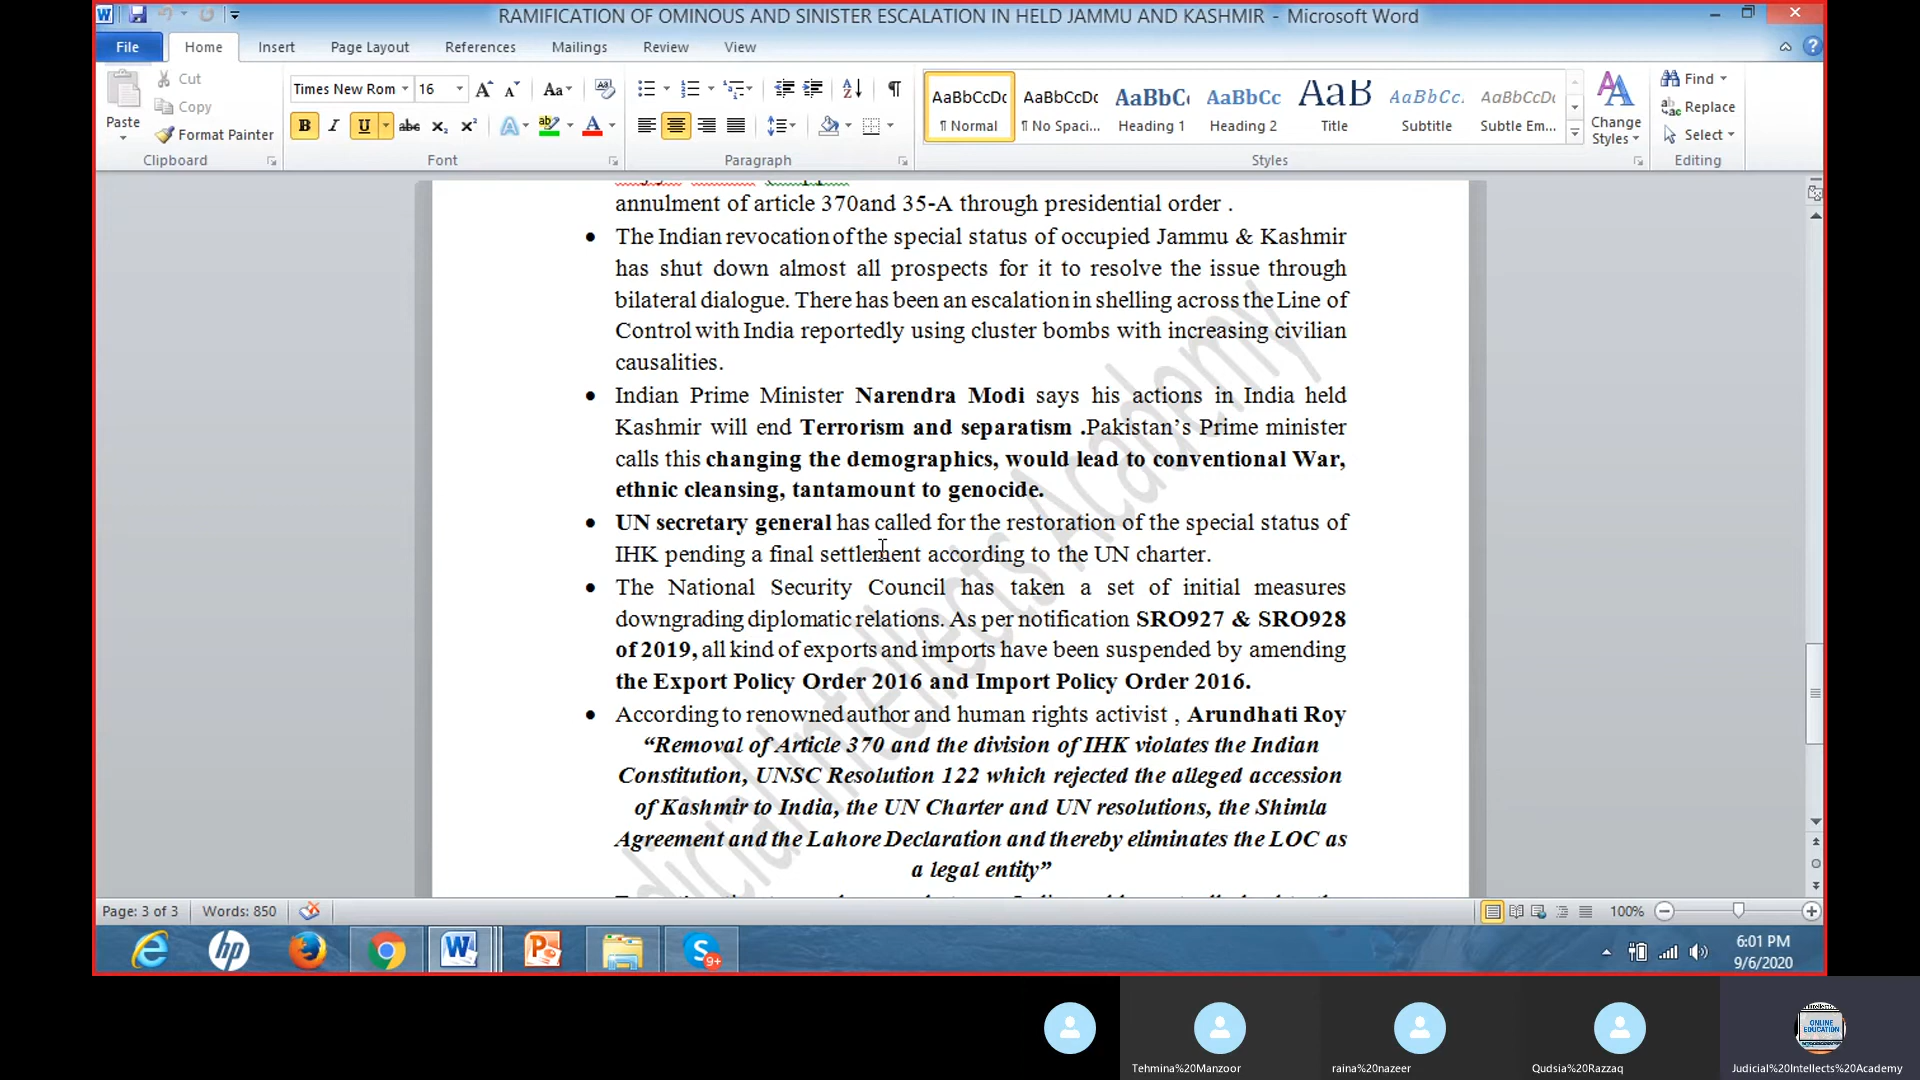 RAMIFICATION OF OMINOUS AND SINISTER ESCALATION IN HELD JAMMU AND KASHMIR - Microsoft Word
File Home Insert Page Layout References Mailings Review View
Cut
Copy
Paste
Format Painter
Clipboard
Times New Rom 16
Font
Paragraph
AaBbCcDc AaBbCcDc AaBbC AaBbCc AaB AaBbCc. AaBbCcDc
¶ Normal ¶ No Spaci... Heading 1 Heading 2 Title Subtitle Subtle Em...
Styles
Change
Styles
Find
Replace
Select
Editing
annulment of article 370and 35-A through presidential order .
• The Indian revocation of the special status of occupied Jammu & Kashmir
has shut down almost all prospects for it to resolve the issue through
bilateral dialogue. There has been an escalation in shelling across the Line of
Control with India reportedly using cluster bombs with increasing civilian
causalities.
• Indian Prime Minister Narendra Modi says his actions in India held
Kashmir will end Terrorism and separatism .Pakistan’s Prime minister
calls this changing the demographics, would lead to conventional War,
ethnic cleansing, tantamount to genocide.
• UN secretary general has called for the restoration of the special status of
IHK pending a final settlement according to the UN charter.
• The National Security Council has taken a set of initial measures
downgrading diplomatic relations. As per notification SRO927 & SRO928
of 2019, all kind of exports and imports have been suspended by amending
the Export Policy Order 2016 and Import Policy Order 2016.
• According to renowned author and human rights activist , Arundhati Roy
“Removal of Article 370 and the division of IHK violates the Indian
Constitution, UNSC Resolution 122 which rejected the alleged accession
of Kashmir to India, the UN Charter and UN resolutions, the Shimla
Agreement and the Lahore Declaration and thereby eliminates the LOC as
a legal entity”
Judicial Intellects Academy
Page: 3 of 3 Words: 850 100%
9+
6:01 PM
9/6/2020
ONLINE
EDUCATION
Tehmina%20Manzoor raina%20nazeer Qudsia%20Razzaq Judicial%20Intellects%20Academy